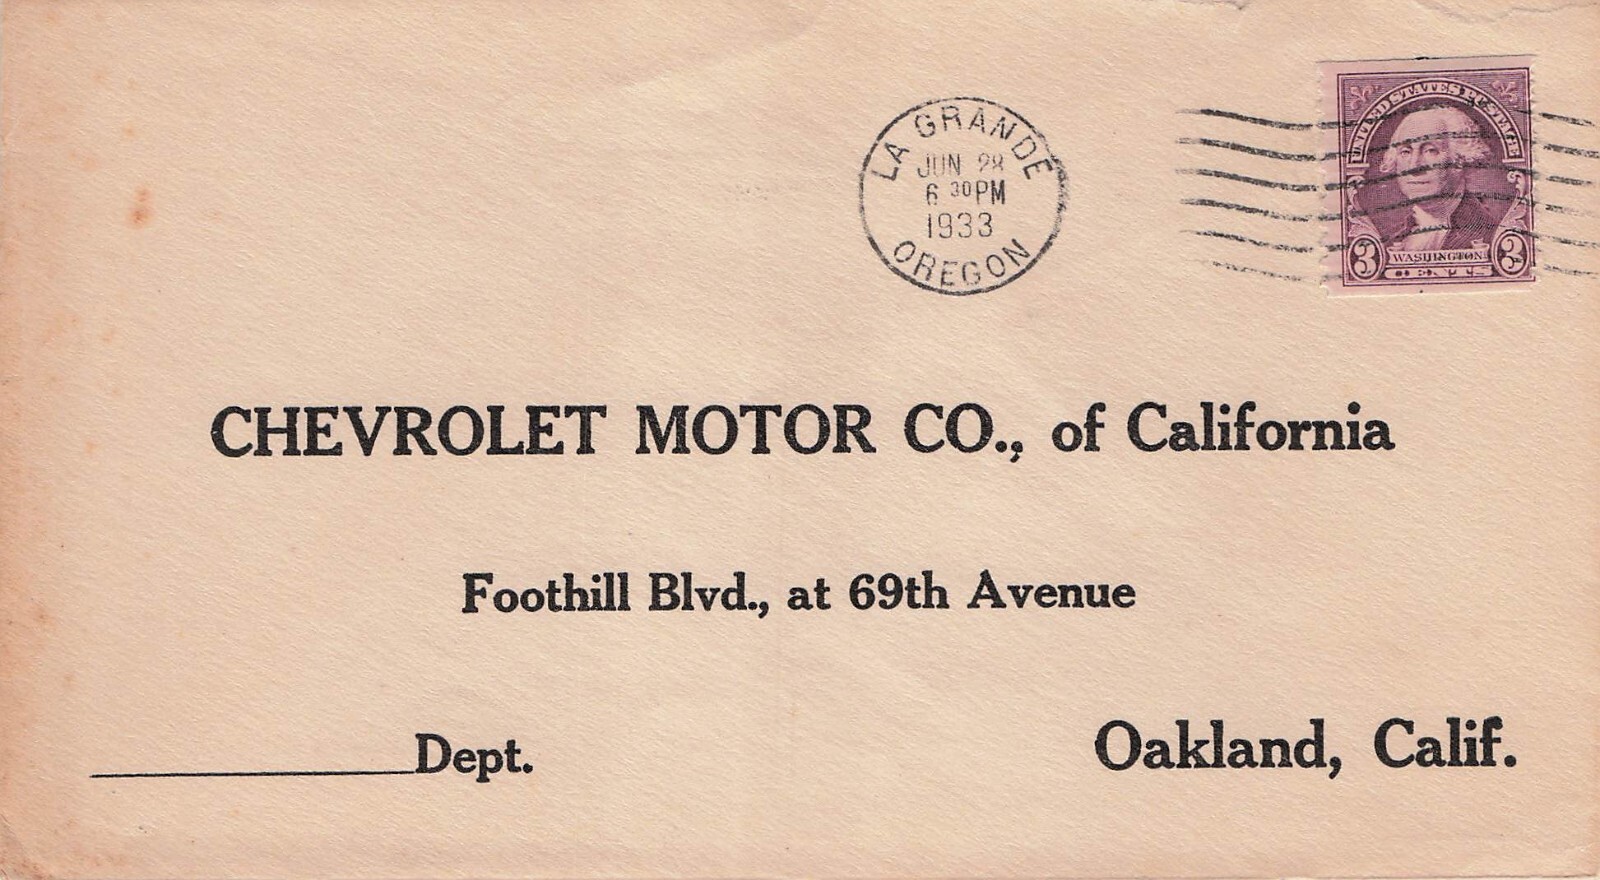 LA GRANDE
JUN 28
6 30 PM
1933
OREGON
UNITED STATES POSTAGE
3 WASHINGTON 3
CENTS
CHEVROLET MOTOR CO., of California
Foothill Blvd., at 69th Avenue
Dept.
Oakland, Calif.